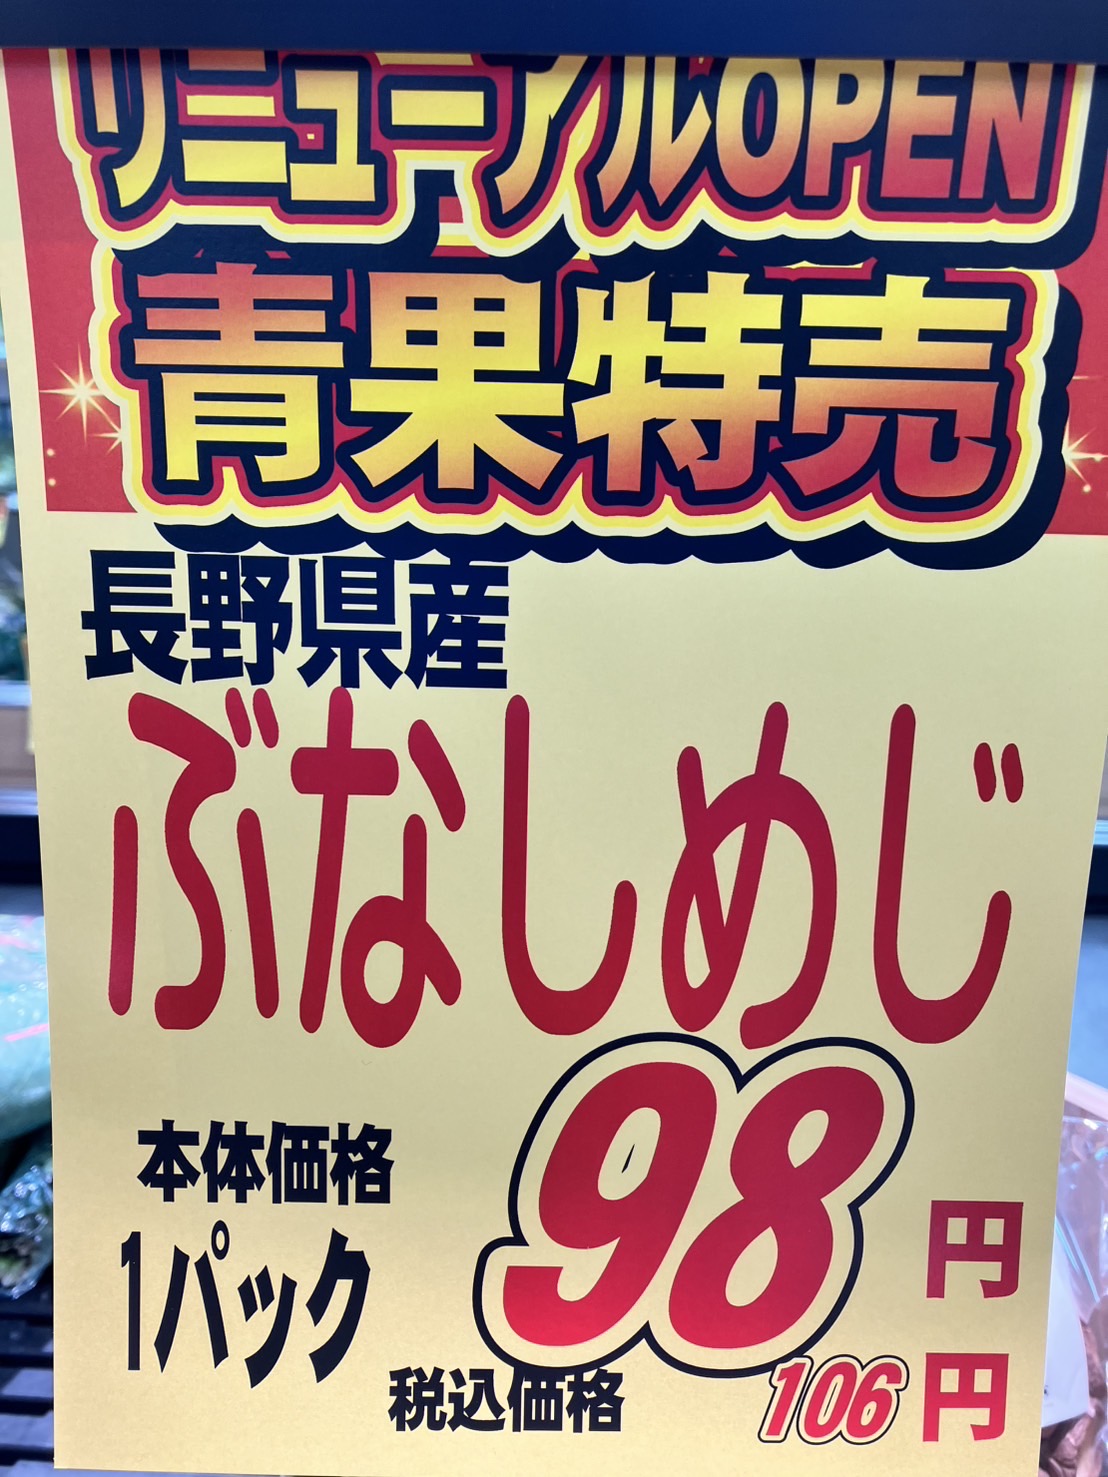 リニューアルOPEN
青果特売
長野県産
ぶなしめじ
本体価格
1パック
98円
税込価格 106円